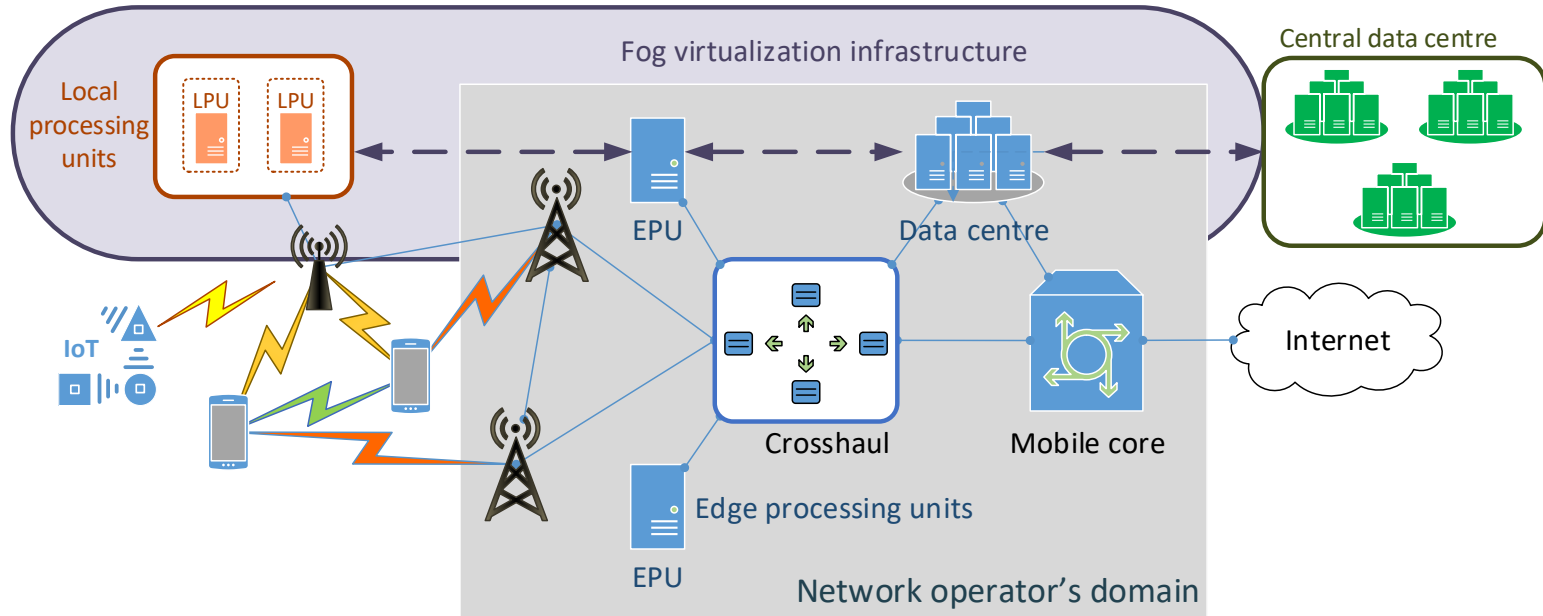 Fog virtualization infrastructure
Central data centre
Local
processing
units
LPU
LPU
EPU
Data centre
IoT
Internet
Crosshaul
Mobile core
Edge processing units
EPU
Network operator’s domain